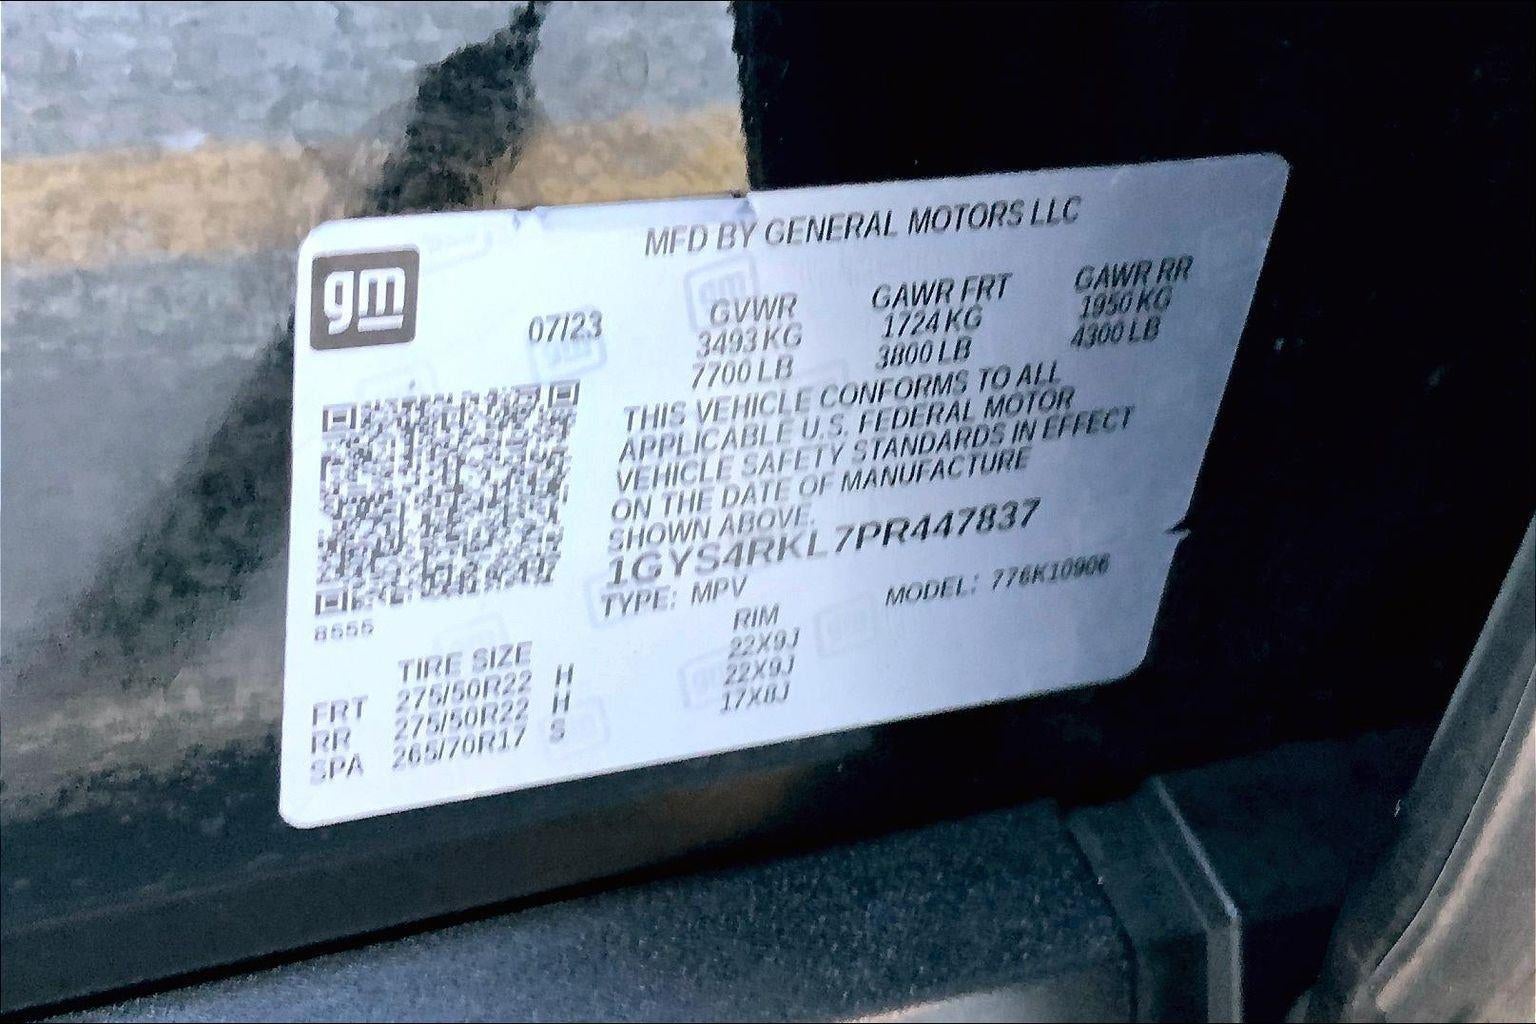 gm
MFD BY GENERAL MOTORS LLC
07/23
GVWR GAWR FRT GAWR RR
3493 KG 1724 KG 1950 KG
7700 LB 3800 LB 4300 LB
THIS VEHICLE CONFORMS TO ALL
APPLICABLE U.S. FEDERAL MOTOR
VEHICLE SAFETY STANDARDS IN EFFECT
ON THE DATE OF MANUFACTURE
SHOWN ABOVE.
1GYS4RKL7PR447837
TYPE: MPV MODEL: 776K10906
8555
TIRE SIZE RIM
FRT 275/50R22 H 22X9J
RR 275/50R22 H 22X9J
SPA 265/70R17 S 17X8J